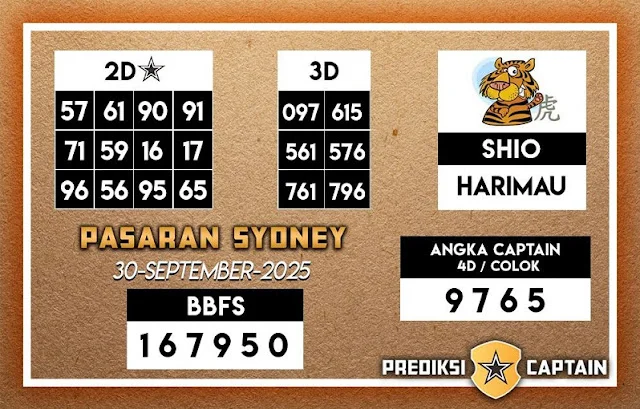 2D
57 61 90 91
71 59 16 17
96 56 95 65
3D
097 615
561 576
761 796
虎
SHIO
HARIMAU
PASARAN SYDNEY
30-SEPTEMBER-2025
BBFS
167950
ANGKA CAPTAIN
4D / COLOK
9765
PREDIKSI CAPTAIN